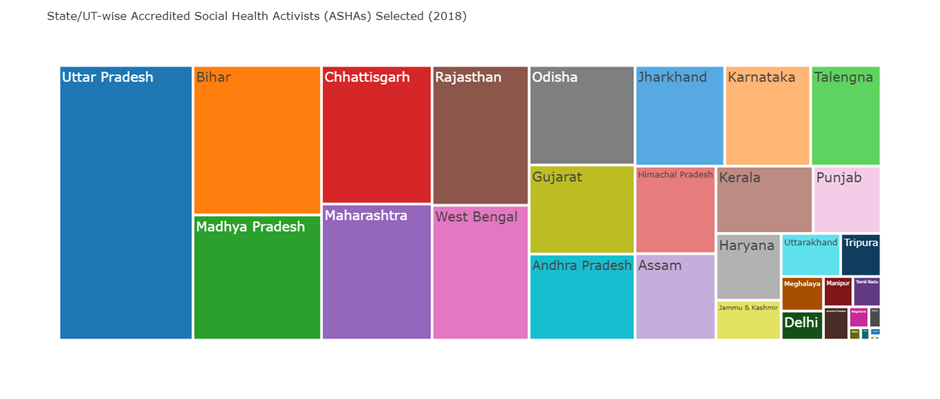 State/UT-wise Accredited Social Health Activists (ASHAs) Selected (2018)
Uttar Pradesh
Bihar
Madhya Pradesh
Chhattisgarh
Maharashtra
Rajasthan
West Bengal
Odisha
Gujarat
Andhra Pradesh
Jharkhand
Karnataka
Talengna
Himachal Pradesh
Assam
Kerala
Punjab
Haryana
Jammu & Kashmir
Uttarakhand
Tripura
Meghalaya
Delhi
Manipur
Tamil Nadu